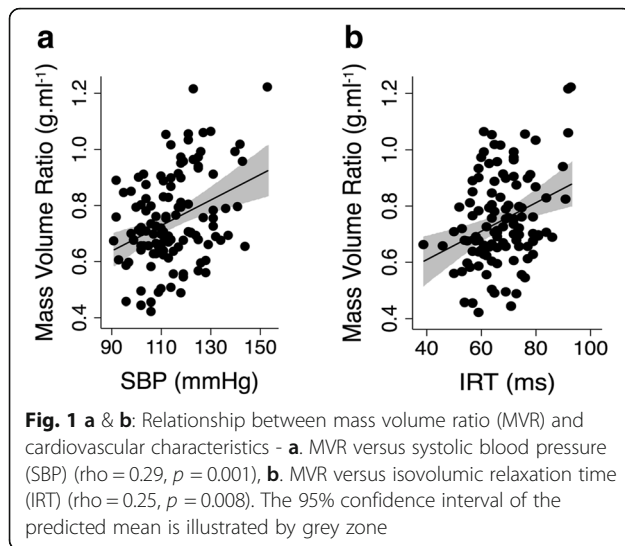 a
b
Mass Volume Ratio (g.ml-1)
1.2
1.0
0.8
0.6
0.4
90 110 130 150
SBP (mmHg)
Mass Volume Ratio (g.ml-1)
1.2
1.0
0.8
0.6
0.4
40 60 80 100
IRT (ms)
Fig. 1 a & b: Relationship between mass volume ratio (MVR) and
cardiovascular characteristics - a. MVR versus systolic blood pressure
(SBP) (rho = 0.29, p = 0.001), b. MVR versus isovolumic relaxation time
(IRT) (rho = 0.25, p = 0.008). The 95% confidence interval of the
predicted mean is illustrated by grey zone